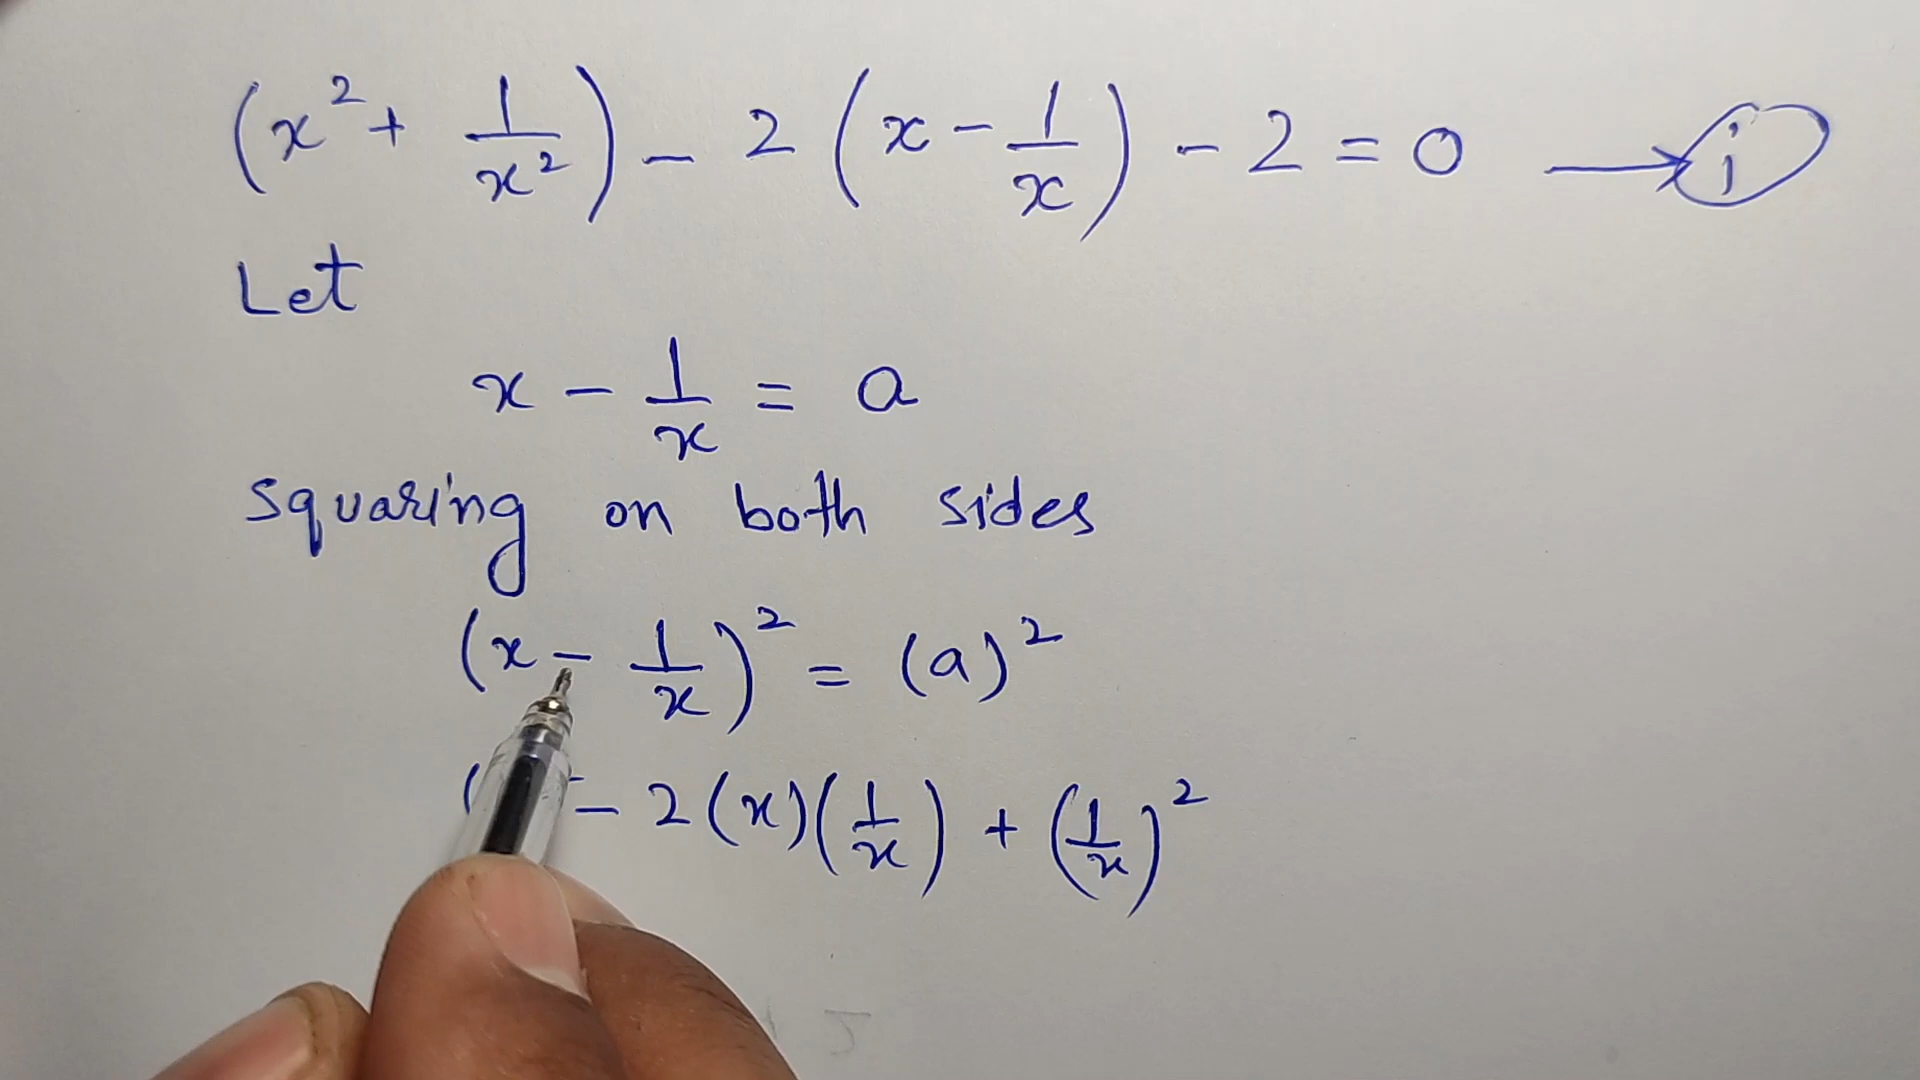 (x² + 1/x²) - 2 (x - 1/x) - 2 = 0 → i
Let
x - 1/x = a
squaring on both sides
(x - 1/x)² = (a)²
( - 2(x)(1/x) + (1/x)²